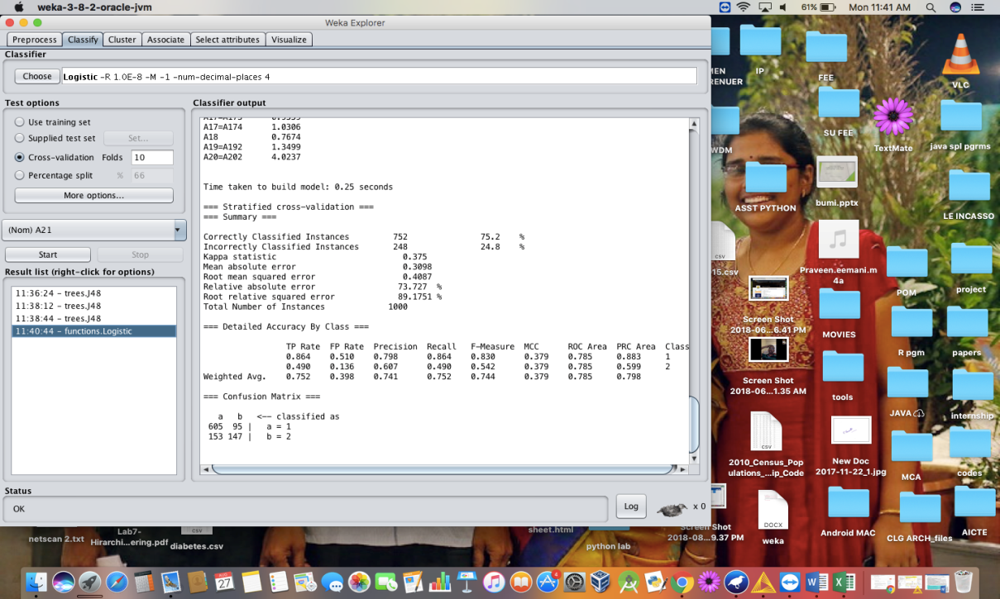 weka-3-8-2-oracle-jvm
61%
Mon 11:41 AM
Weka Explorer
Preprocess Classify Cluster Associate Select attributes Visualize
Classifier
Choose Logistic -R 1.0E-8 -M -1 -num-decimal-places 4
Test options
Use training set
Supplied test set Set...
Cross-validation Folds 10
Percentage split % 66
More options...
(Nom) A21
Start Stop
Result list (right-click for options)
11:36:24 - trees.J48
11:38:12 - trees.J48
11:38:44 - trees.J48
11:40:44 - functions.Logistic
Classifier output
A17=A174 1.0306
A18 0.7674
A19=A192 1.3499
A20=A202 4.0237
Time taken to build model: 0.25 seconds
=== Stratified cross-validation ===
=== Summary ===
Correctly Classified Instances 752 75.2 %
Incorrectly Classified Instances 248 24.8 %
Kappa statistic 0.375
Mean absolute error 0.3098
Root mean squared error 0.4087
Relative absolute error 73.727 %
Root relative squared error 89.1751 %
Total Number of Instances 1000
=== Detailed Accuracy By Class ===
TP Rate FP Rate Precision Recall F-Measure MCC ROC Area PRC Area Class
0.864 0.510 0.798 0.864 0.830 0.379 0.785 0.883 1
0.490 0.136 0.607 0.490 0.542 0.379 0.785 0.599 2
Weighted Avg. 0.752 0.398 0.741 0.752 0.744 0.379 0.785 0.798
=== Confusion Matrix ===
a b <-- classified as
605 95 | a = 1
153 147 | b = 2
Status
OK
Log
x 0
IP
FEE
VLC
SU FEE
TextMate
java spl pgrms
WDM
ASST PYTHON
bumi.pptx
LE INCASSO
CSV
15.csv
Praveen.eemani.m
4a
POM
project
Screen Shot
2018-06...6.41 PM
MOVIES
R pgm
papers
Screen Shot
2018-06...1.35 AM
tools
JAVA
internship
CSV
2010_Census_Pop
ulations_...ip_Code
New Doc
2017-11-22_1.jpg
MCA
codes
Screen Shot
2018-08...9.37 PM
DOCX
weka
Android MAC
CLG ARCH_files
AICTE
netscan 2.txt
Lab7-
Hirarchi...ering.pdf
CSV
diabetes.csv
sheet.html
python lab
AUG
27
4